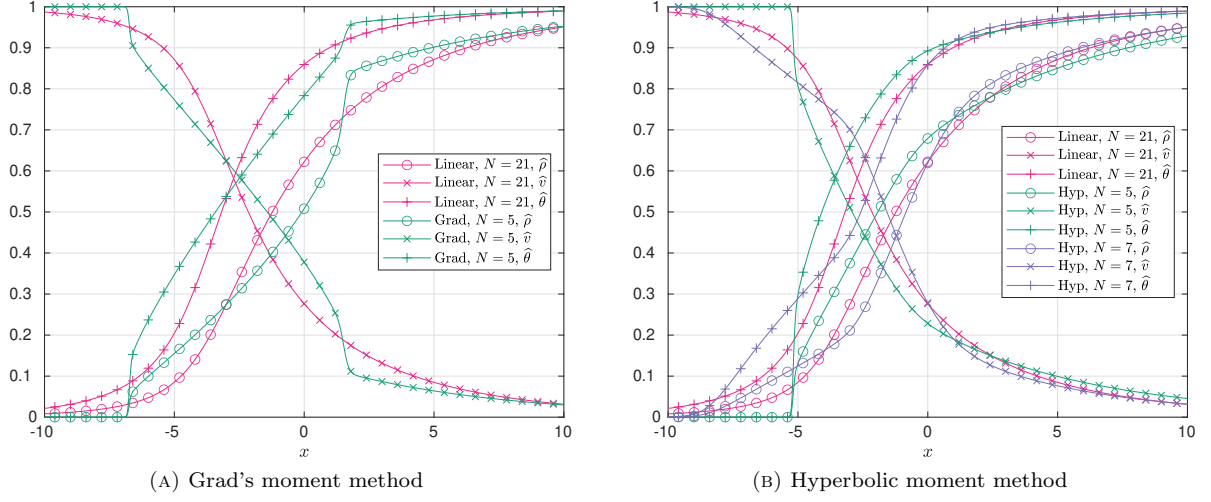 1
0.9
0.8
0.7
0.6
0.5
0.4
0.3
0.2
0.1
0
-10
-5
0
5
10
x
Linear, N = 21, ρ̂
Linear, N = 21, v̂
Linear, N = 21, θ̂
Grad, N = 5, ρ̂
Grad, N = 5, v̂
Grad, N = 5, θ̂
(A) Grad's moment method
1
0.9
0.8
0.7
0.6
0.5
0.4
0.3
0.2
0.1
0
-10
-5
0
5
10
x
Linear, N = 21, ρ̂
Linear, N = 21, v̂
Linear, N = 21, θ̂
Hyp, N = 5, ρ̂
Hyp, N = 5, v̂
Hyp, N = 5, θ̂
Hyp, N = 7, ρ̂
Hyp, N = 7, v̂
Hyp, N = 7, θ̂
(B) Hyperbolic moment method